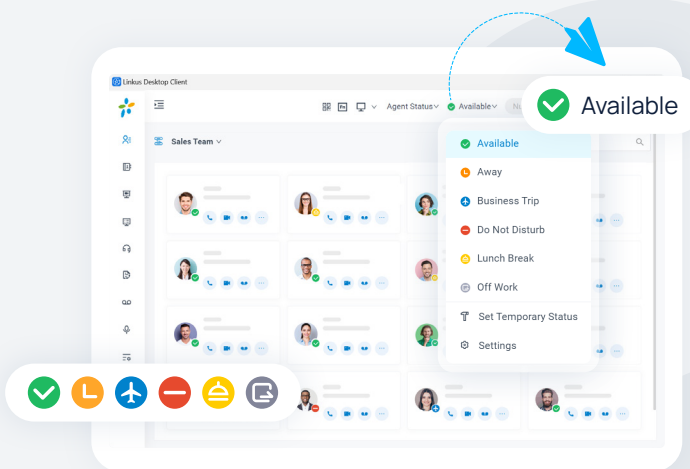 Linkus Desktop Client
Agent Status
Available
Available
Sales Team
Available
Away
Business Trip
Do Not Disturb
Lunch Break
Off Work
Set Temporary Status
Settings